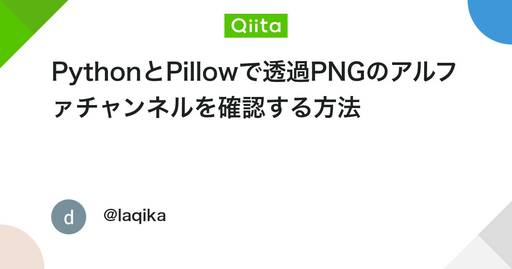 Qiita
PythonとPillowで透過PNGのアルフ
ァチャンネルを確認する方法
d
@laqika